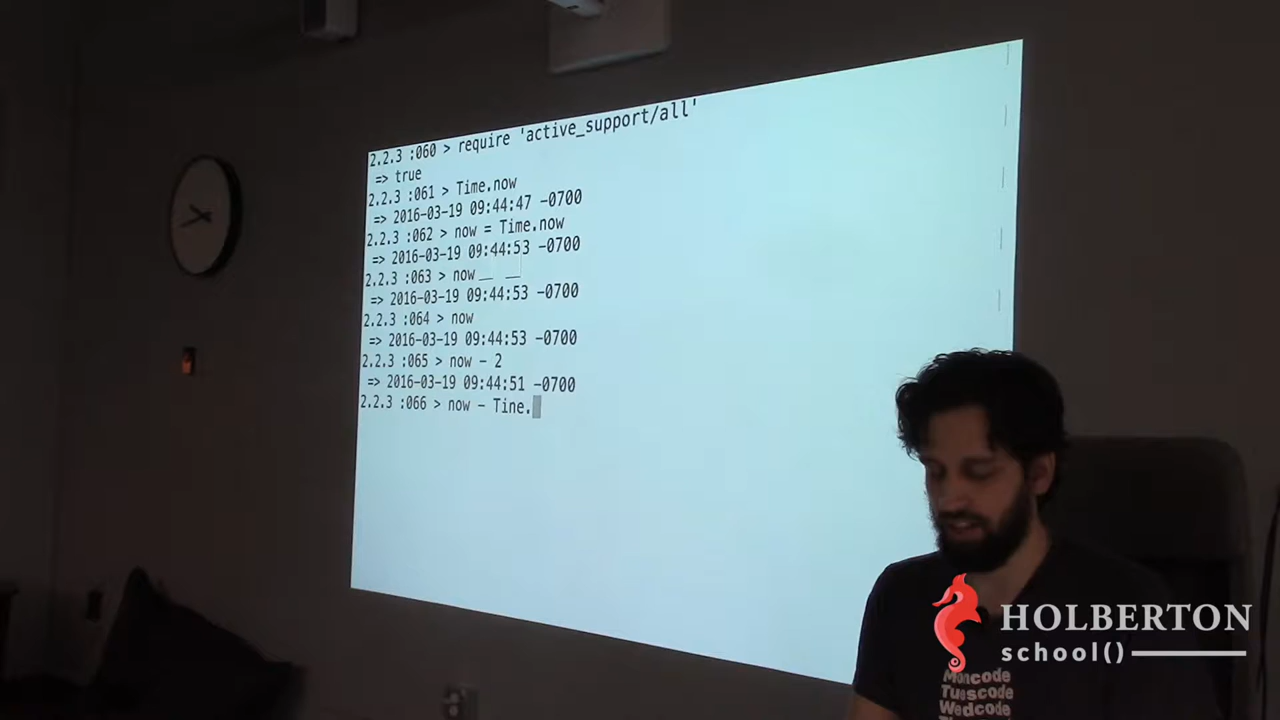 2.2.3 :060 > require 'active_support/all'
=> true
2.2.3 :061 > Time.now
=> 2016-03-19 09:44:47 -0700
2.2.3 :062 > now = Time.now
=> 2016-03-19 09:44:53 -0700
2.2.3 :063 > now
=> 2016-03-19 09:44:53 -0700
2.2.3 :064 > now
=> 2016-03-19 09:44:53 -0700
2.2.3 :065 > now - 2
=> 2016-03-19 09:44:51 -0700
2.2.3 :066 > now - Tine.
HOLBERTON
school()
Moncode
Tuescode
Wedcode